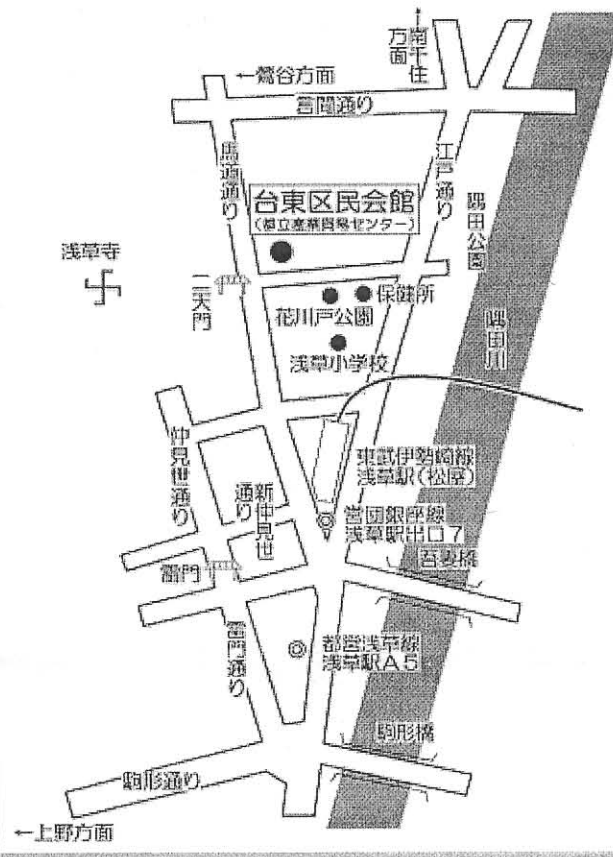 ←南千住
方面
←鶯谷方面
言問通り
馬道通り
江戸通り
隅田公園
台東区民会館
(都立産業貿易センター)
浅草寺
二天門
保健所
花川戸公園
隅田川
浅草小学校
仲見世通り
新仲見世
通り
東武伊勢崎線
浅草駅(松屋)
営団銀座線
浅草駅出口7
吾妻橋
雷門
雷門通り
都営浅草線
浅草駅A5
駒形橋
駒形通り
←上野方面